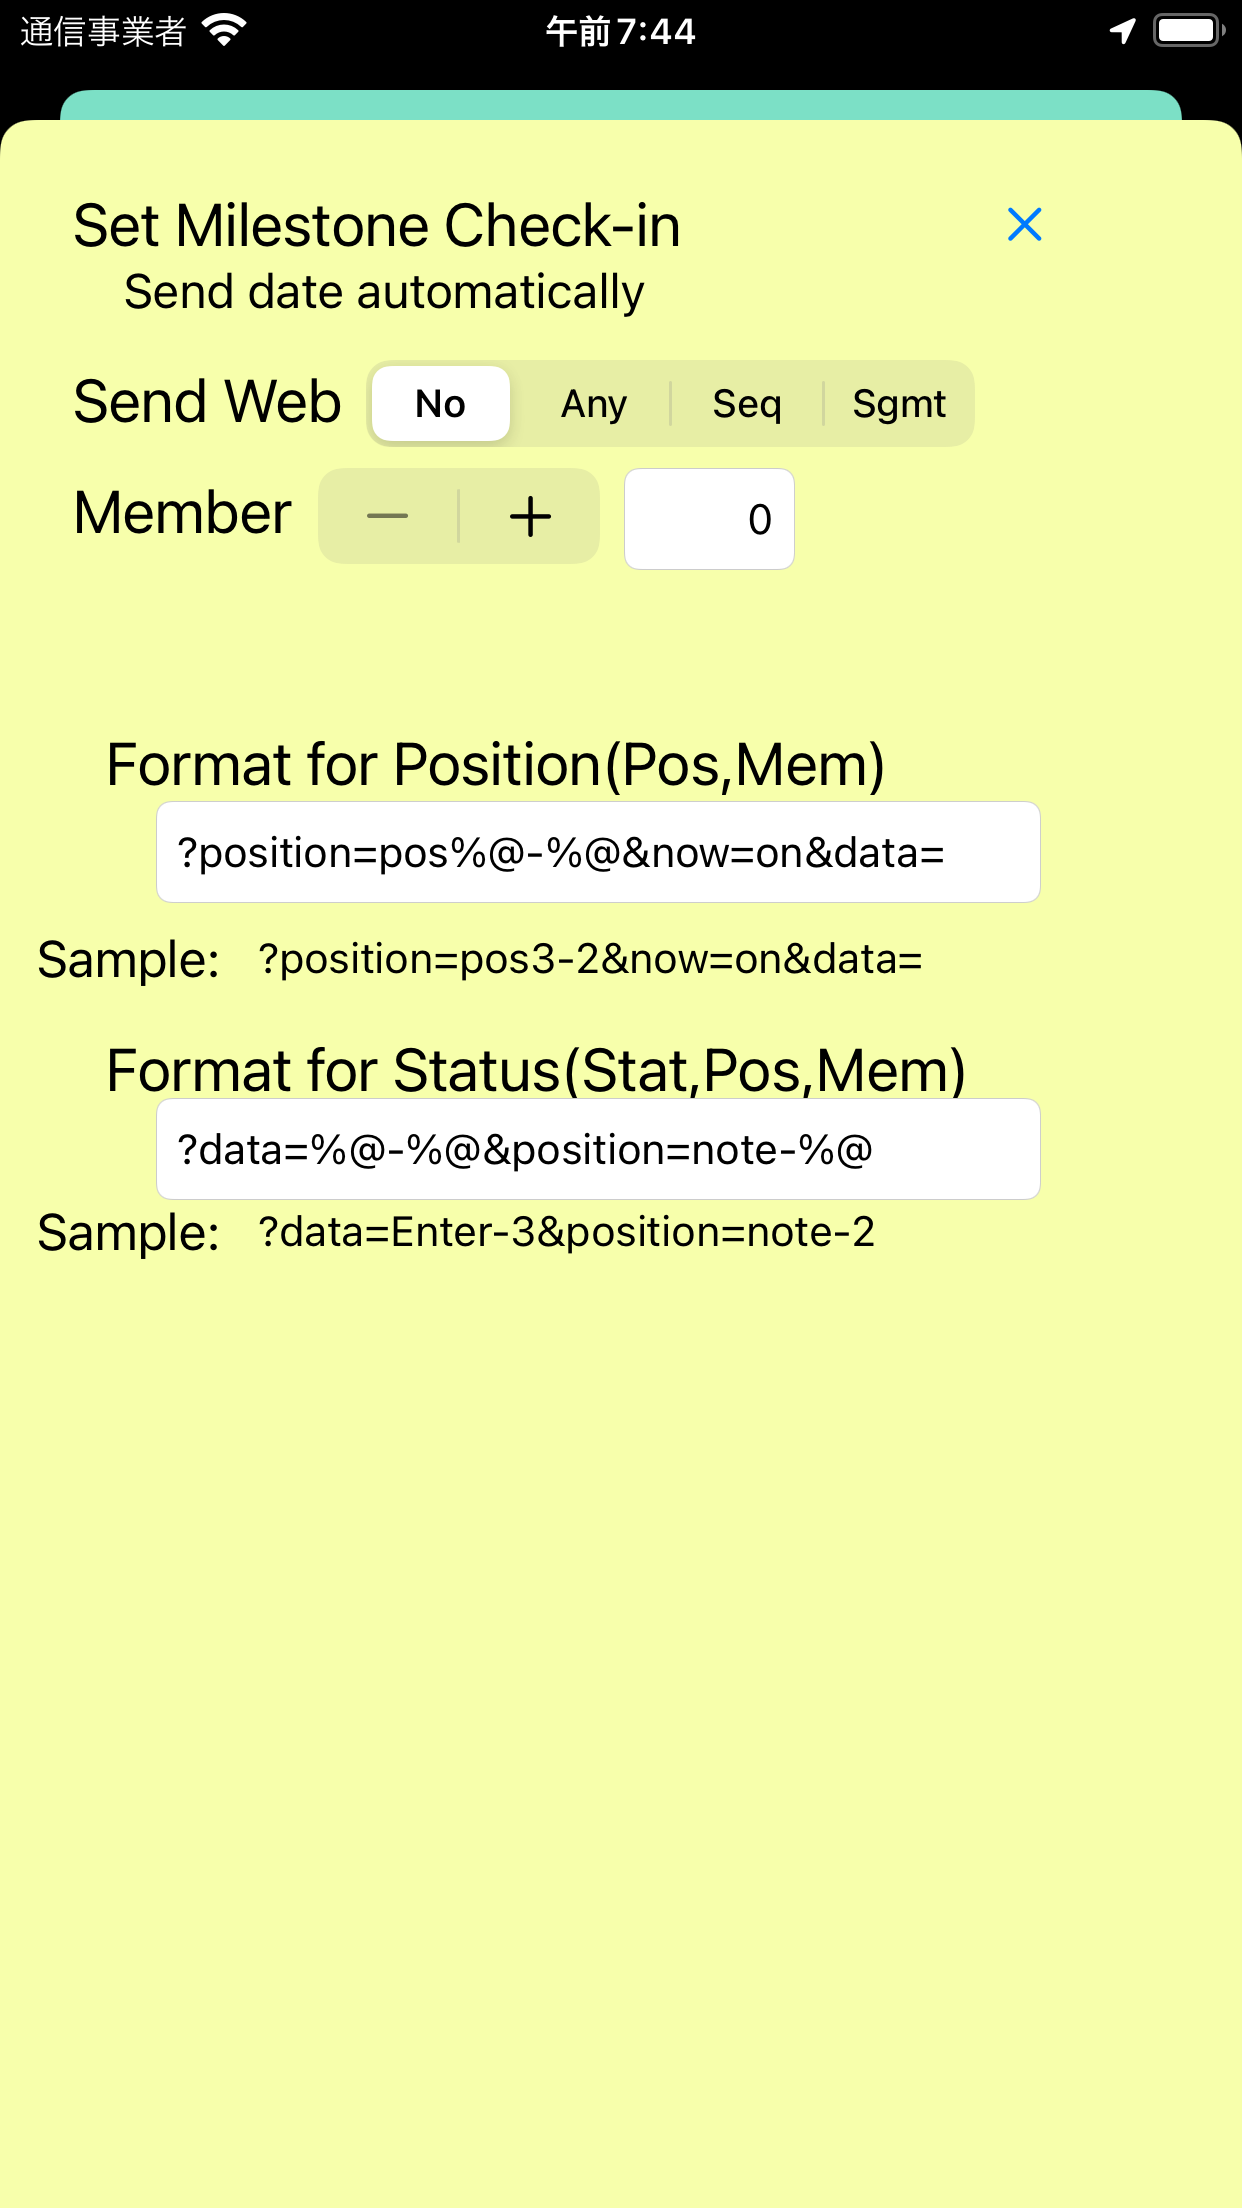 通信事業者
午前7:44
Set Milestone Check-in
Send date automatically
Send Web No Any Seq Sgmt
Member 0
Format for Position(Pos,Mem)
?position=pos%@-%@&now=on&data=
Sample: ?position=pos3-2&now=on&data=
Format for Status(Stat,Pos,Mem)
?data=%@-%@&position=note-%@
Sample: ?data=Enter-3&position=note-2